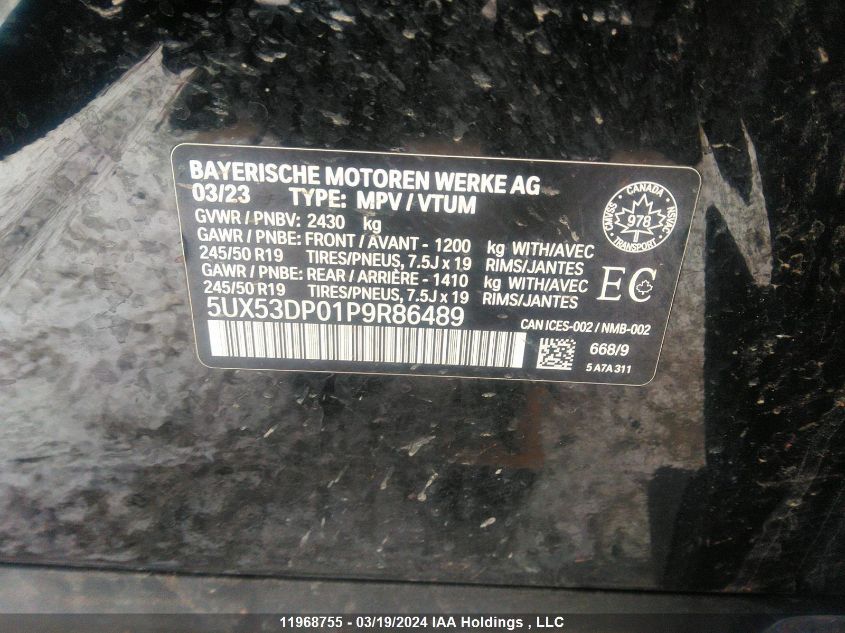 BAYERISCHE MOTOREN WERKE AG
03/23 TYPE: MPV / VTUM
GVWR / PNBV: 2430 kg
GAWR / PNBE: FRONT / AVANT - 1200 kg WITH/AVEC
245/50 R19 TIRES/PNEUS, 7.5J x 19 RIMS/JANTES
GAWR / PNBE: REAR / ARRIÈRE - 1410 kg WITH/AVEC
245/50 R19 TIRES/PNEUS, 7.5J x 19 RIMS/JANTES
5UX53DP01P9R86489
CANADA
CMVSS 978 NSVAC
TRANSPORT
EC
CAN ICES-002 / NMB-002
668/9
5 A7A 311
11968755 - 03/19/2024 IAA Holdings , LLC